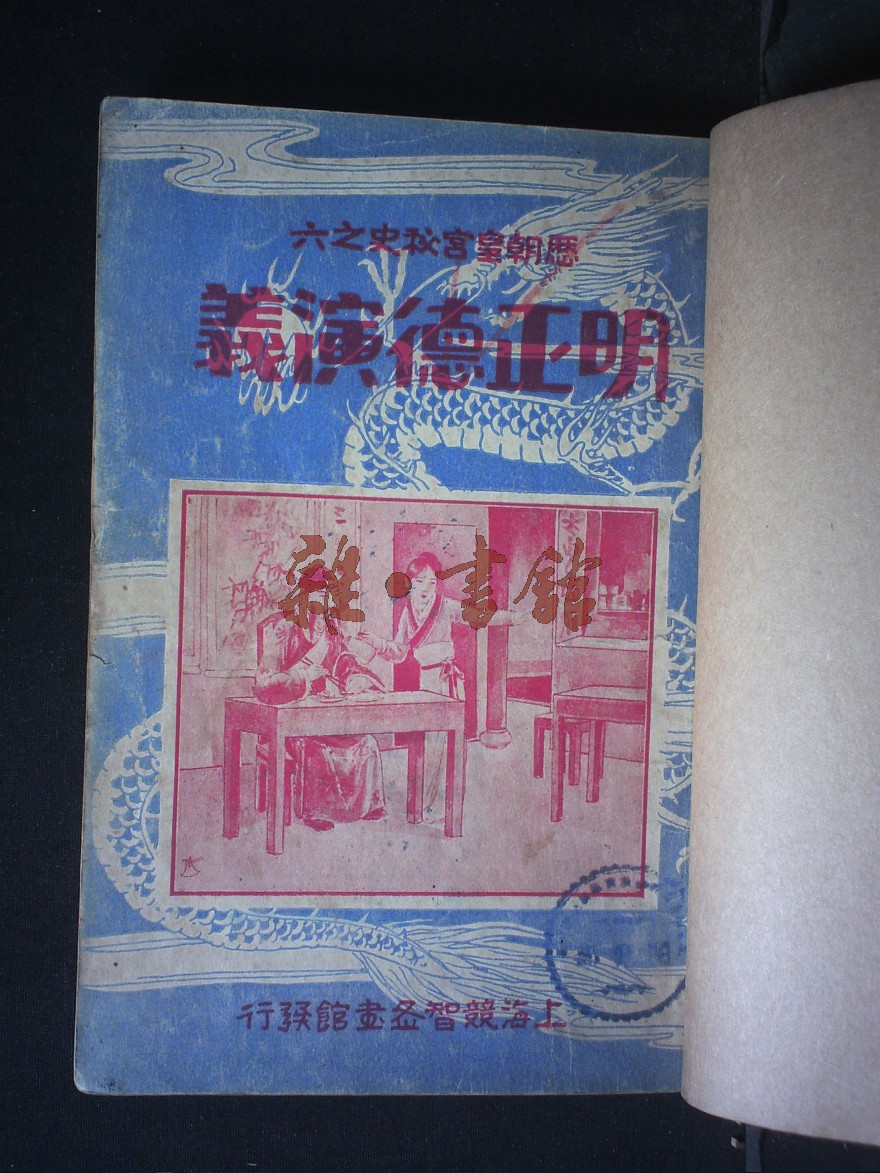 歷朝皇宮秘史之六
明正德演義
雜·書館
上海競智圖書館發行